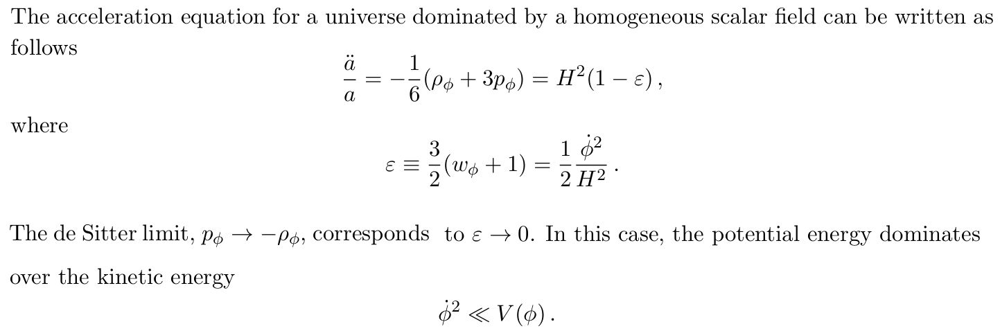 The acceleration equation for a universe dominated by a homogeneous scalar field can be written as
follows
$$\frac{\ddot{a}}{a} = -\frac{1}{6}(\rho_\phi + 3p_\phi) = H^2(1 - \varepsilon)\,,$$
where
$$\varepsilon \equiv \frac{3}{2}(w_\phi + 1) = \frac{1}{2}\frac{\dot{\phi}^2}{H^2}\,.$$
The de Sitter limit, $p_\phi \to -\rho_\phi$, corresponds to $\varepsilon \to 0$. In this case, the potential energy dominates
over the kinetic energy
$$\dot{\phi}^2 \ll V(\phi)\,.$$